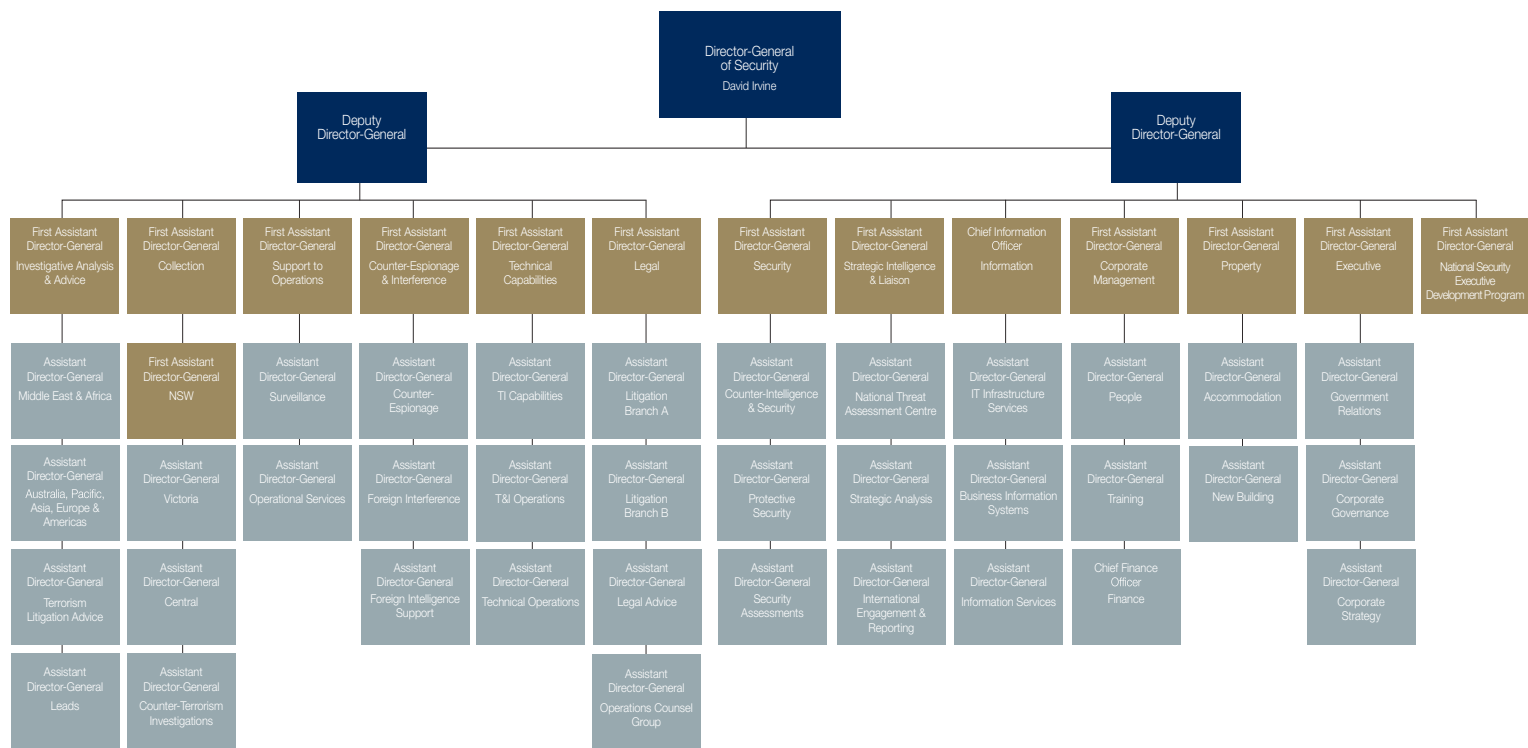 Director-General
of Security
David Irvine
Deputy
Director-General
Deputy
Director-General
First Assistant
Director-General
Investigative Analysis
& Advice
First Assistant
Director-General
Collection
First Assistant
Director-General
Support to
Operations
First Assistant
Director-General
Counter-Espionage
& Interference
First Assistant
Director-General
Technical
Capabilities
First Assistant
Director-General
Legal
First Assistant
Director-General
Security
First Assistant
Director-General
Strategic Intelligence
& Liaison
Chief Information
Officer
Information
First Assistant
Director-General
Corporate
Management
First Assistant
Director-General
Property
First Assistant
Director-General
Executive
First Assistant
Director-General
National Security
Executive
Development Program
Assistant
Director-General
Middle East & Africa
First Assistant
Director-General
NSW
Assistant
Director-General
Surveillance
Assistant
Director-General
Counter-
Espionage
Assistant
Director-General
TI Capabilities
Assistant
Director-General
Litigation
Branch A
Assistant
Director-General
Counter-Intelligence
& Security
Assistant
Director-General
National Threat
Assessment Centre
Assistant
Director-General
IT Infrastructure
Services
Assistant
Director-General
People
Assistant
Director-General
Accommodation
Assistant
Director-General
Government
Relations
Assistant
Director-General
Australia, Pacific,
Asia, Europe &
Americas
Assistant
Director-General
Victoria
Assistant
Director-General
Operational Services
Assistant
Director-General
Foreign Interference
Assistant
Director-General
T&I Operations
Assistant
Director-General
Litigation
Branch B
Assistant
Director-General
Protective
Security
Assistant
Director-General
Strategic Analysis
Assistant
Director-General
Business Information
Systems
Assistant
Director-General
Training
Assistant
Director-General
New Building
Assistant
Director-General
Corporate
Governance
Assistant
Director-General
Terrorism
Litigation Advice
Assistant
Director-General
Central
Assistant
Director-General
Foreign Intelligence
Support
Assistant
Director-General
Technical Operations
Assistant
Director-General
Legal Advice
Assistant
Director-General
Security
Assessments
Assistant
Director-General
International
Engagement &
Reporting
Assistant
Director-General
Information Services
Chief Finance
Officer
Finance
Assistant
Director-General
Corporate
Strategy
Assistant
Director-General
Leads
Assistant
Director-General
Counter-Terrorism
Investigations
Assistant
Director-General
Operations Counsel
Group